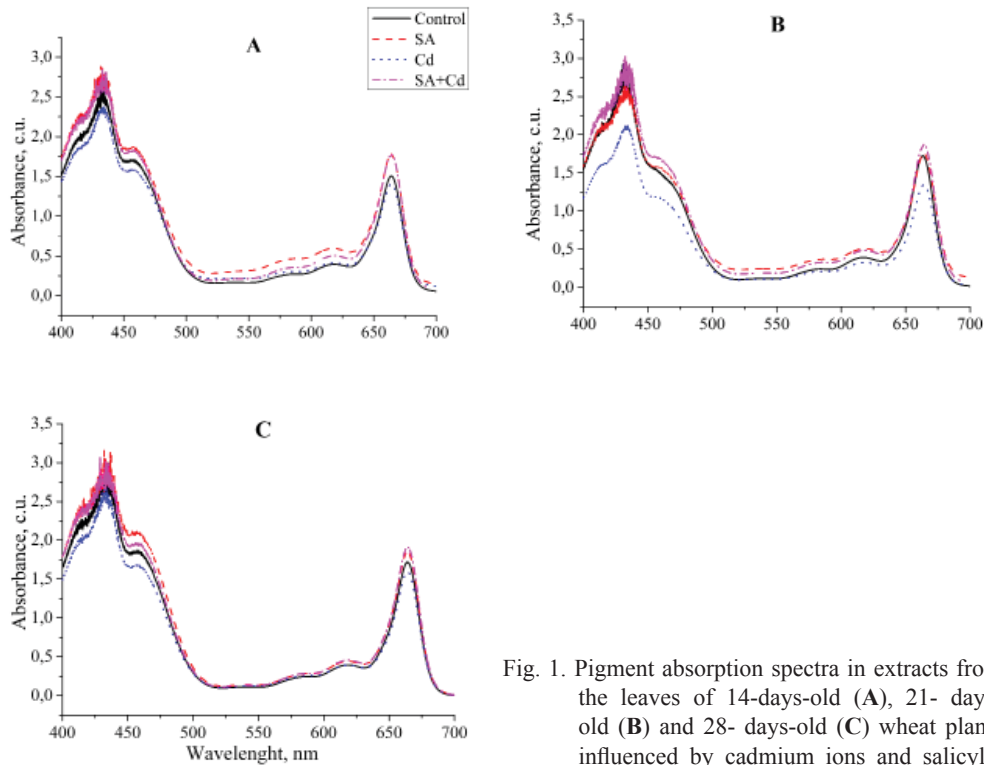 A
Control
SA
Cd
SA+Cd
3,0
2,5
2,0
1,5
1,0
0,5
0,0
Absorbance, c.u.
400 450 500 550 600 650 700
B
3,5
3,0
2,5
2,0
1,5
1,0
0,5
0,0
Absorbance, c.u.
400 450 500 550 600 650 700
C
3,5
3,0
2,5
2,0
1,5
1,0
0,5
0,0
Absorbance, c.u.
400 450 500 550 600 650 700
Wavelenght, nm
Fig. 1. Pigment absorption spectra in extracts fro
the leaves of 14-days-old (A), 21- day
old (B) and 28- days-old (C) wheat plan
influenced by cadmium ions and salicyl